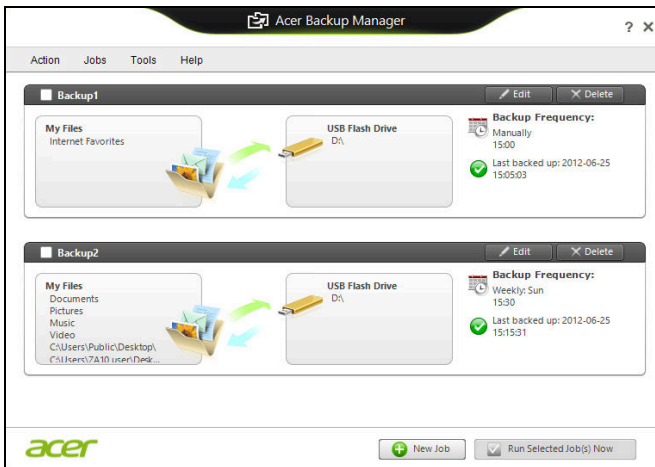 Acer Backup Manager
? X
Action Jobs Tools Help
Backup1
Edit
Delete
My Files
Internet Favorites
USB Flash Drive
D:\
Backup Frequency:
Manually
15:00
Last backed up: 2012-06-25
15:05:03
Backup2
Edit
Delete
My Files
Documents
Pictures
Music
Video
C:\Users\Public\Desktop\
C:\Users\ZA10 user\Desk...
USB Flash Drive
D:\
Backup Frequency:
Weekly: Sun
15:30
Last backed up: 2012-06-25
15:15:31
acer
New Job
Run Selected Job(s) Now